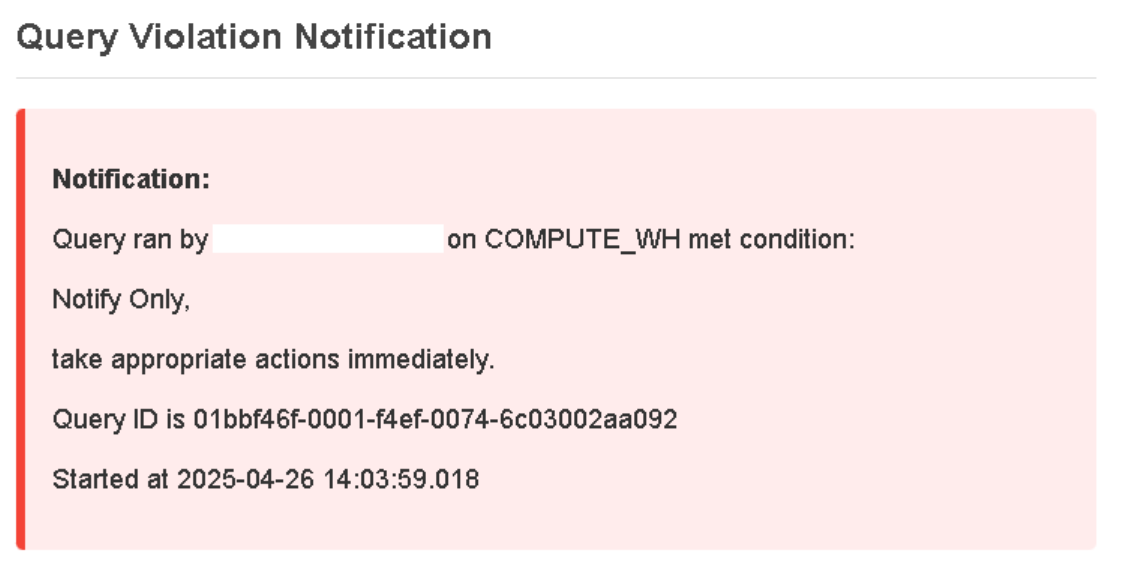 Query Violation Notification
Notification:
Query ran by on COMPUTE_WH met condition:
Notify Only,
take appropriate actions immediately.
Query ID is 01bbf46f-0001-f4ef-0074-6c03002aa092
Started at 2025-04-26 14:03:59.018